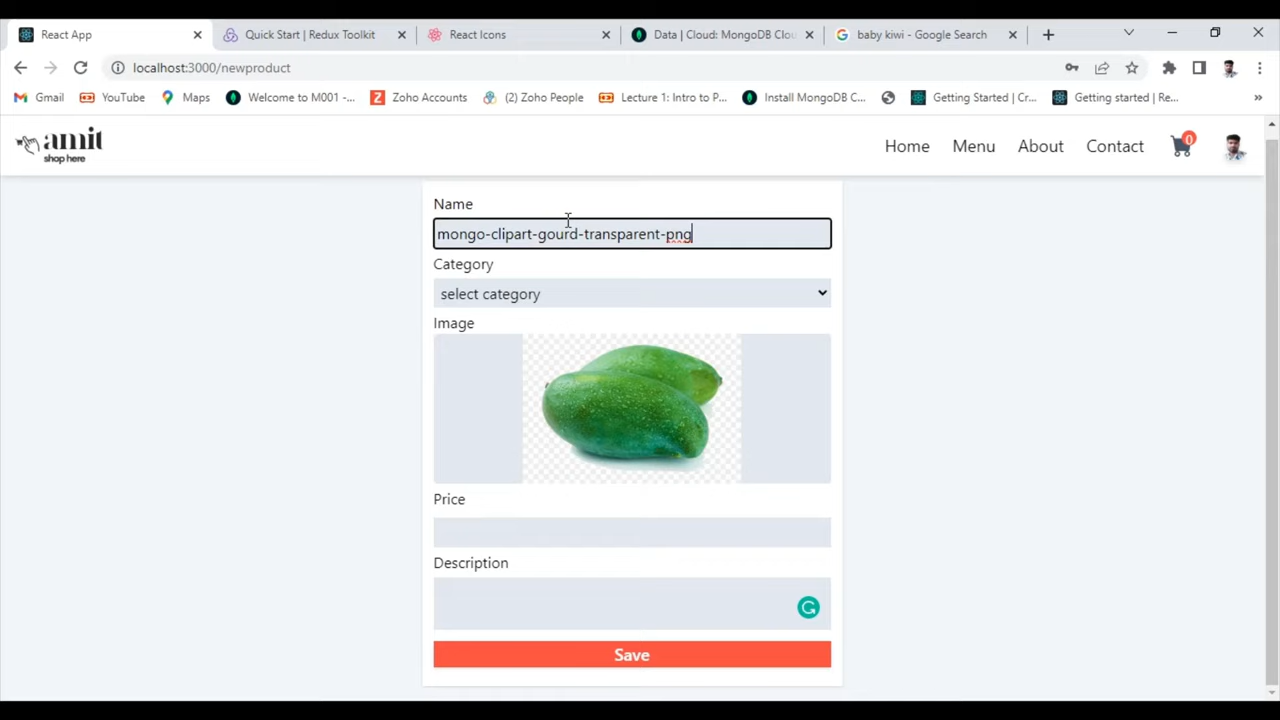 React App
Quick Start | Redux Toolkit
React Icons
Data | Cloud: MongoDB Clou
baby kiwi - Google Search
localhost:3000/newproduct
Gmail
YouTube
Maps
Welcome to M001 -...
Zoho Accounts
(2) Zoho People
Lecture 1: Intro to P...
Install MongoDB C...
Getting Started | Cr...
Getting started | Re...
amit
shop here
Home
Menu
About
Contact
0
Name
mongo-clipart-gourd-transparent-png
Category
select category
Image
Price
Description
Save